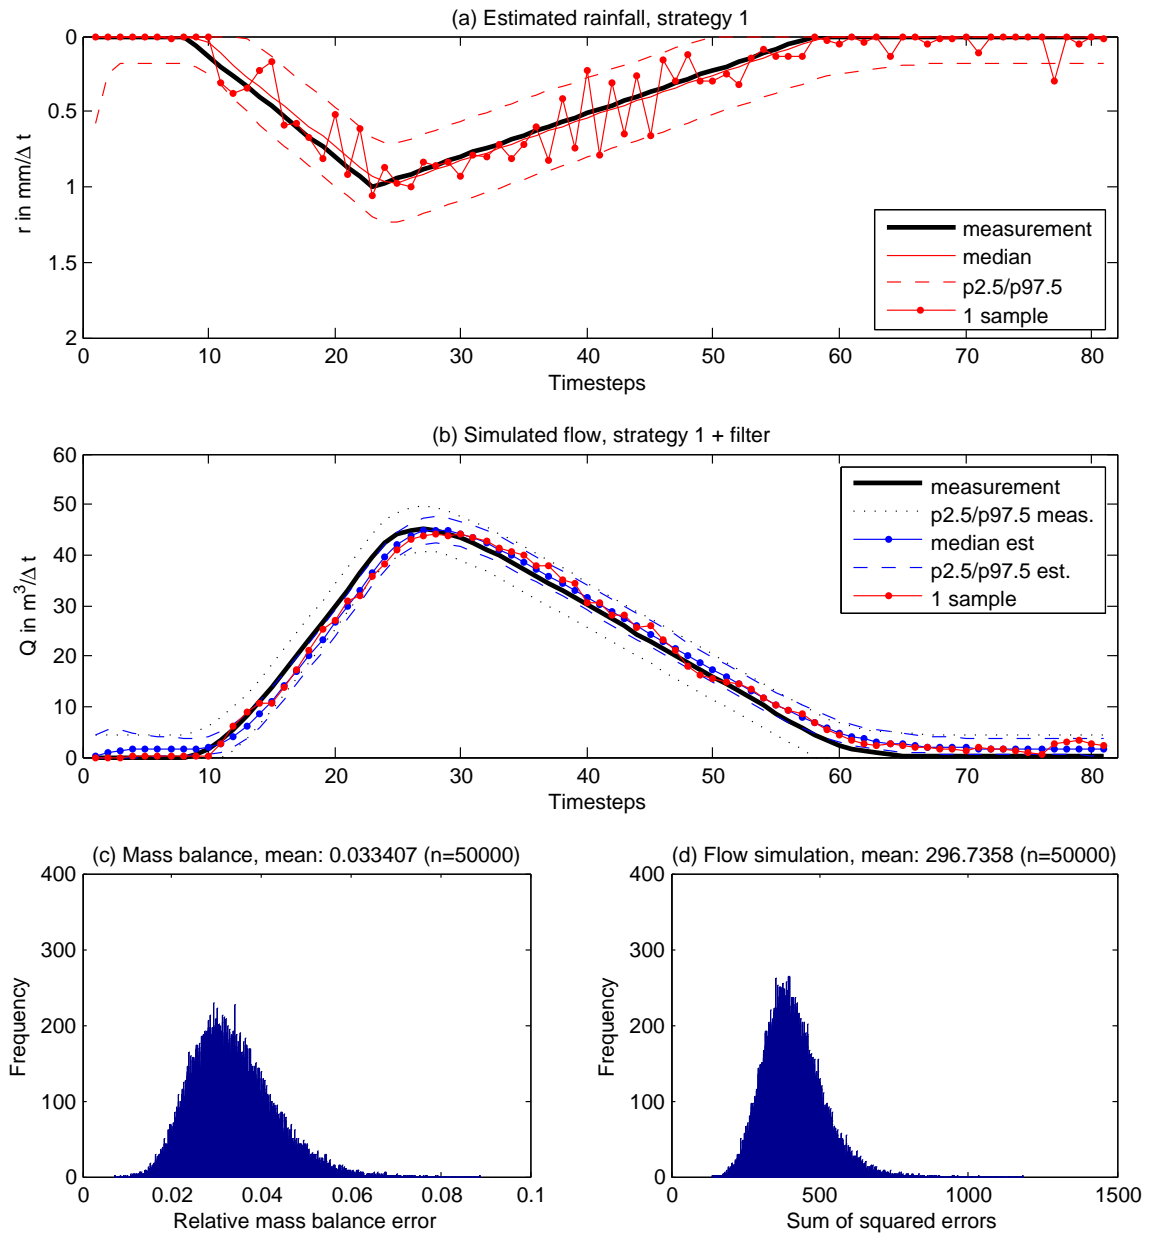 (a) Estimated rainfall, strategy 1
0
0.5
1
1.5
2
r in mm/Δ t
measurement
median
p2.5/p97.5
1 sample
0 10 20 30 40 50 60 70 80
Timesteps
(b) Simulated flow, strategy 1 + filter
60
50
40
30
20
10
0
Q in m³/Δ t
measurement
p2.5/p97.5 meas.
median est
p2.5/p97.5 est.
1 sample
0 10 20 30 40 50 60 70 80
Timesteps
(c) Mass balance, mean: 0.033407 (n=50000)
400
300
200
100
0
Frequency
0 0.02 0.04 0.06 0.08 0.1
Relative mass balance error
(d) Flow simulation, mean: 296.7358 (n=50000)
400
300
200
100
0
Frequency
0 500 1000 1500
Sum of squared errors